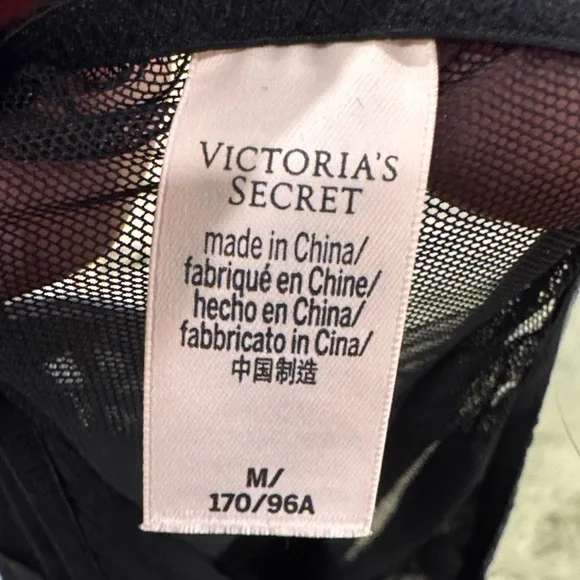 VICTORIA'S
SECRET
made in China/
fabriqué en Chine/
hecho en China/
fabbricato in Cina/
中国制造
M/
170/96A